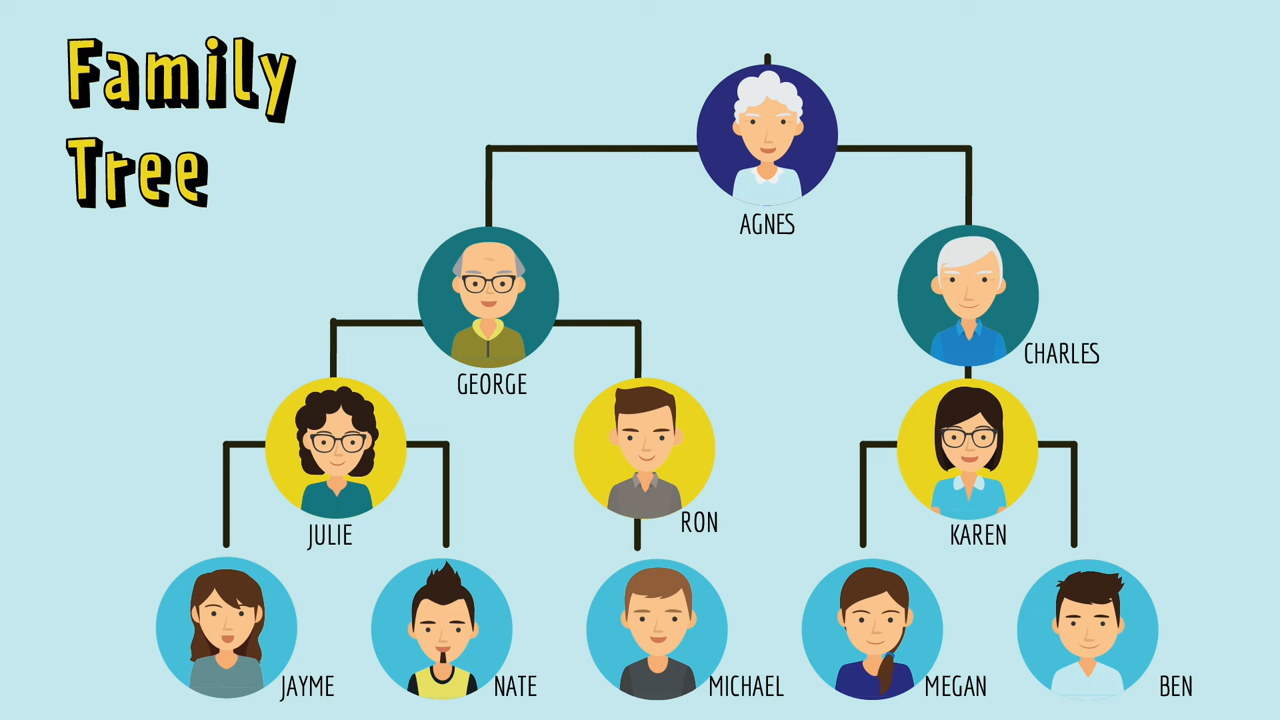 Family
Tree
AGNES
GEORGE
CHARLES
JULIE
RON
KAREN
JAYME
NATE
MICHAEL
MEGAN
BEN